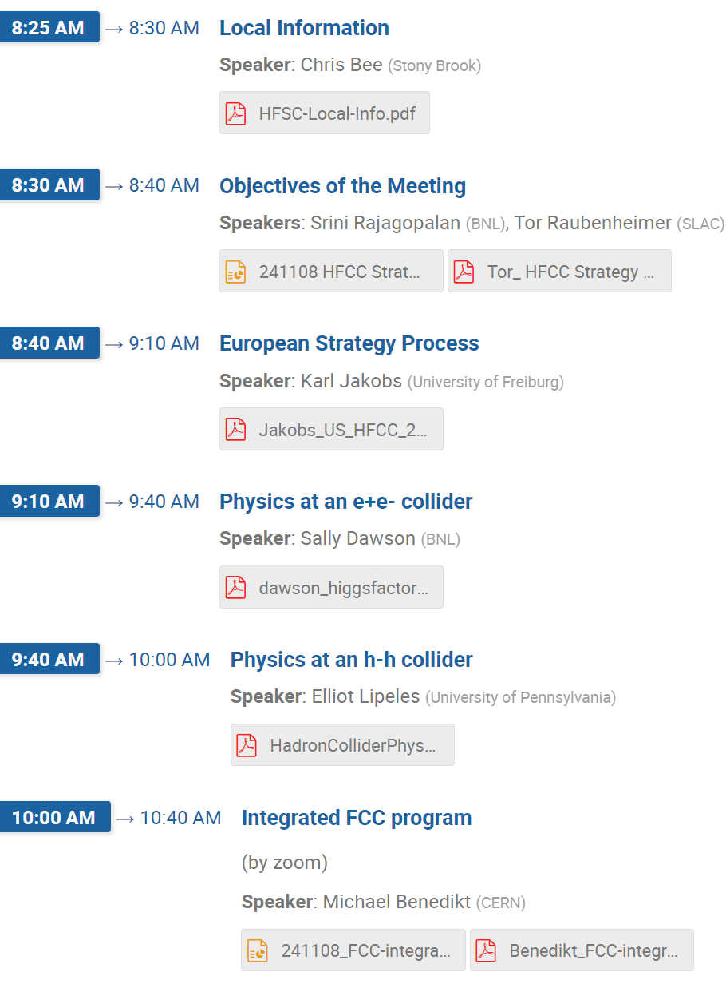 8:25 AM → 8:30 AM Local Information
Speaker: Chris Bee (Stony Brook)
HFSC-Local-Info.pdf
8:30 AM → 8:40 AM Objectives of the Meeting
Speakers: Srini Rajagopalan (BNL), Tor Raubenheimer (SLAC)
241108 HFCC Strat... Tor_ HFCC Strategy ...
8:40 AM → 9:10 AM European Strategy Process
Speaker: Karl Jakobs (University of Freiburg)
Jakobs_US_HFCC_2...
9:10 AM → 9:40 AM Physics at an e+e- collider
Speaker: Sally Dawson (BNL)
dawson_higgsfactor...
9:40 AM → 10:00 AM Physics at an h-h collider
Speaker: Elliot Lipeles (University of Pennsylvania)
HadronColliderPhys...
10:00 AM → 10:40 AM Integrated FCC program
(by zoom)
Speaker: Michael Benedikt (CERN)
241108_FCC-integra... Benedikt_FCC-integr...